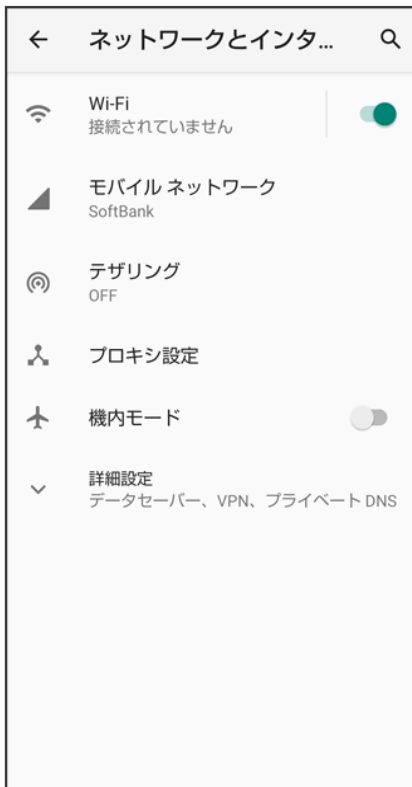 ネットワークとインタ...
Wi-Fi
接続されていません
モバイル ネットワーク
SoftBank
テザリング
OFF
プロキシ設定
機内モード
詳細設定
データセーバー、VPN、プライベート DNS